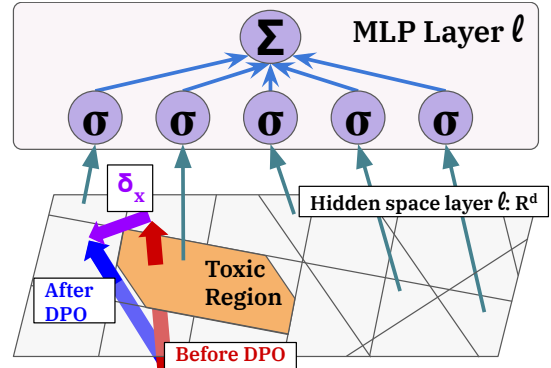 MLP Layer ℓ
Σ
σ σ σ σ σ
δx
Hidden space layer ℓ: Rᵈ
Toxic
Region
After
DPO
Before DPO